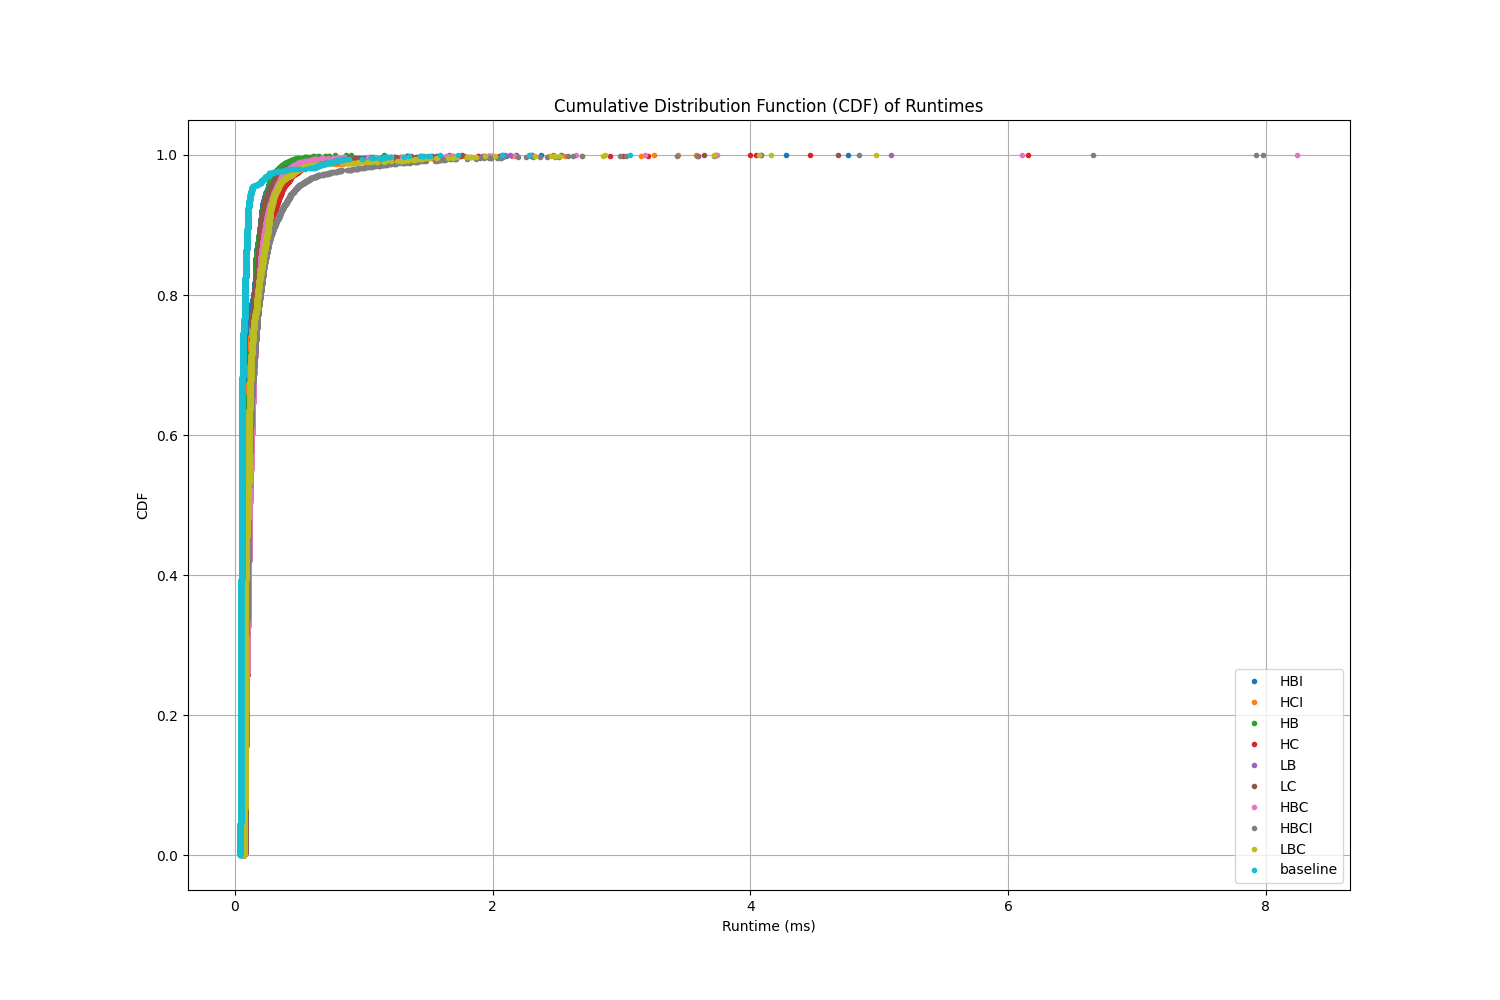 Cumulative Distribution Function (CDF) of Runtimes
1.0
0.8
0.6
0.4
0.2
0.0
CDF
0 2 4 6 8
Runtime (ms)
HBI
HCI
HB
HC
LB
LC
HBC
HBCI
LBC
baseline